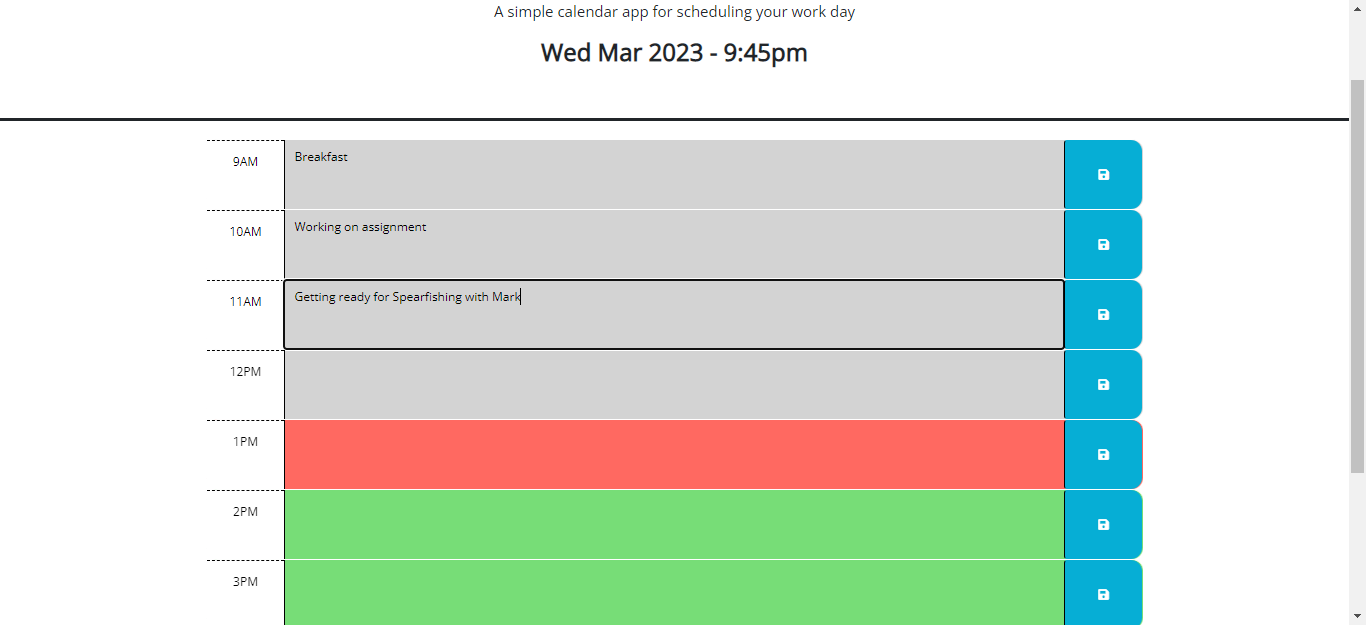 A simple calendar app for scheduling your work day
Wed Mar 2023 - 9:45pm
9AM
Breakfast
10AM
Working on assignment
11AM
Getting ready for Spearfishing with Mark
12PM
1PM
2PM
3PM